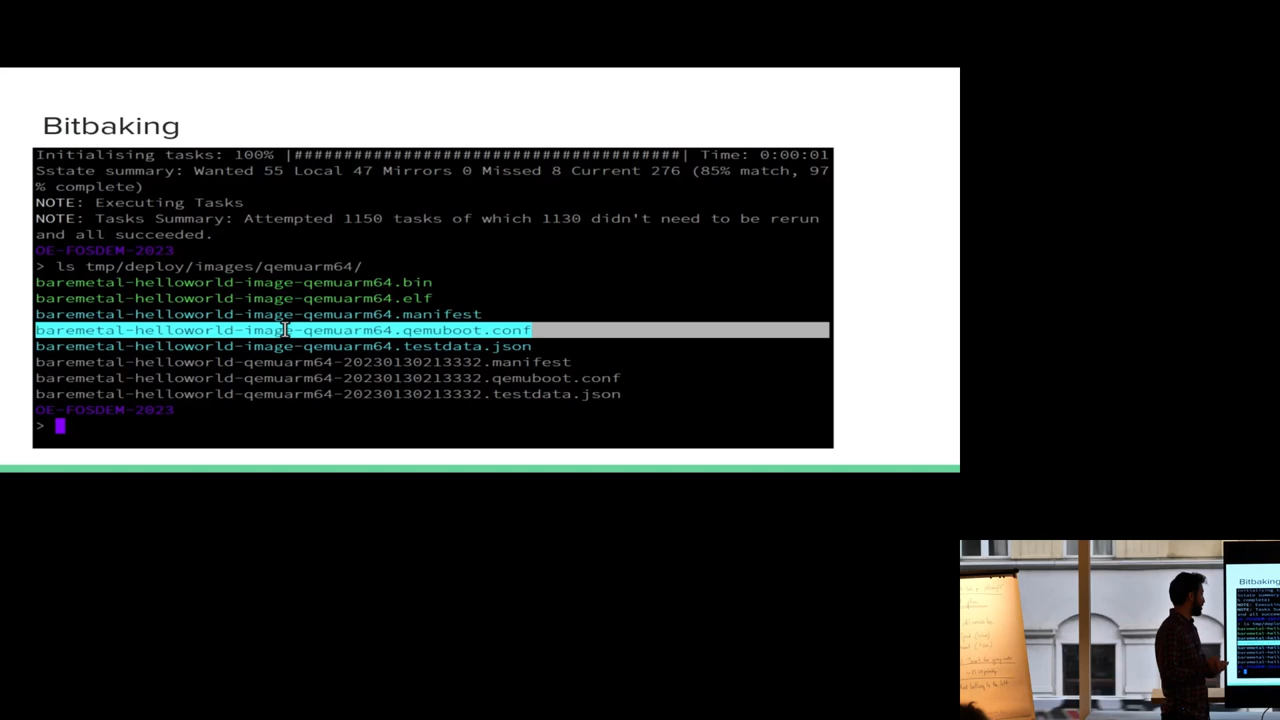 Bitbaking
Initialising tasks: 100% |#######################################| Time: 0:00:01
Sstate summary: Wanted 55 Local 47 Mirrors 0 Missed 8 Current 276 (85% match, 97
% complete)
NOTE: Executing Tasks
NOTE: Tasks Summary: Attempted 1150 tasks of which 1130 didn't need to be rerun
and all succeeded.
OE-FOSDEM-2023
> ls tmp/deploy/images/qemuarm64/
baremetal-helloworld-image-qemuarm64.bin
baremetal-helloworld-image-qemuarm64.elf
baremetal-helloworld-image-qemuarm64.manifest
baremetal-helloworld-image-qemuarm64.qemuboot.conf
baremetal-helloworld-image-qemuarm64.testdata.json
baremetal-helloworld-qemuarm64-20230130213332.manifest
baremetal-helloworld-qemuarm64-20230130213332.qemuboot.conf
baremetal-helloworld-qemuarm64-20230130213332.testdata.json
OE-FOSDEM-2023
>
Bitbaking